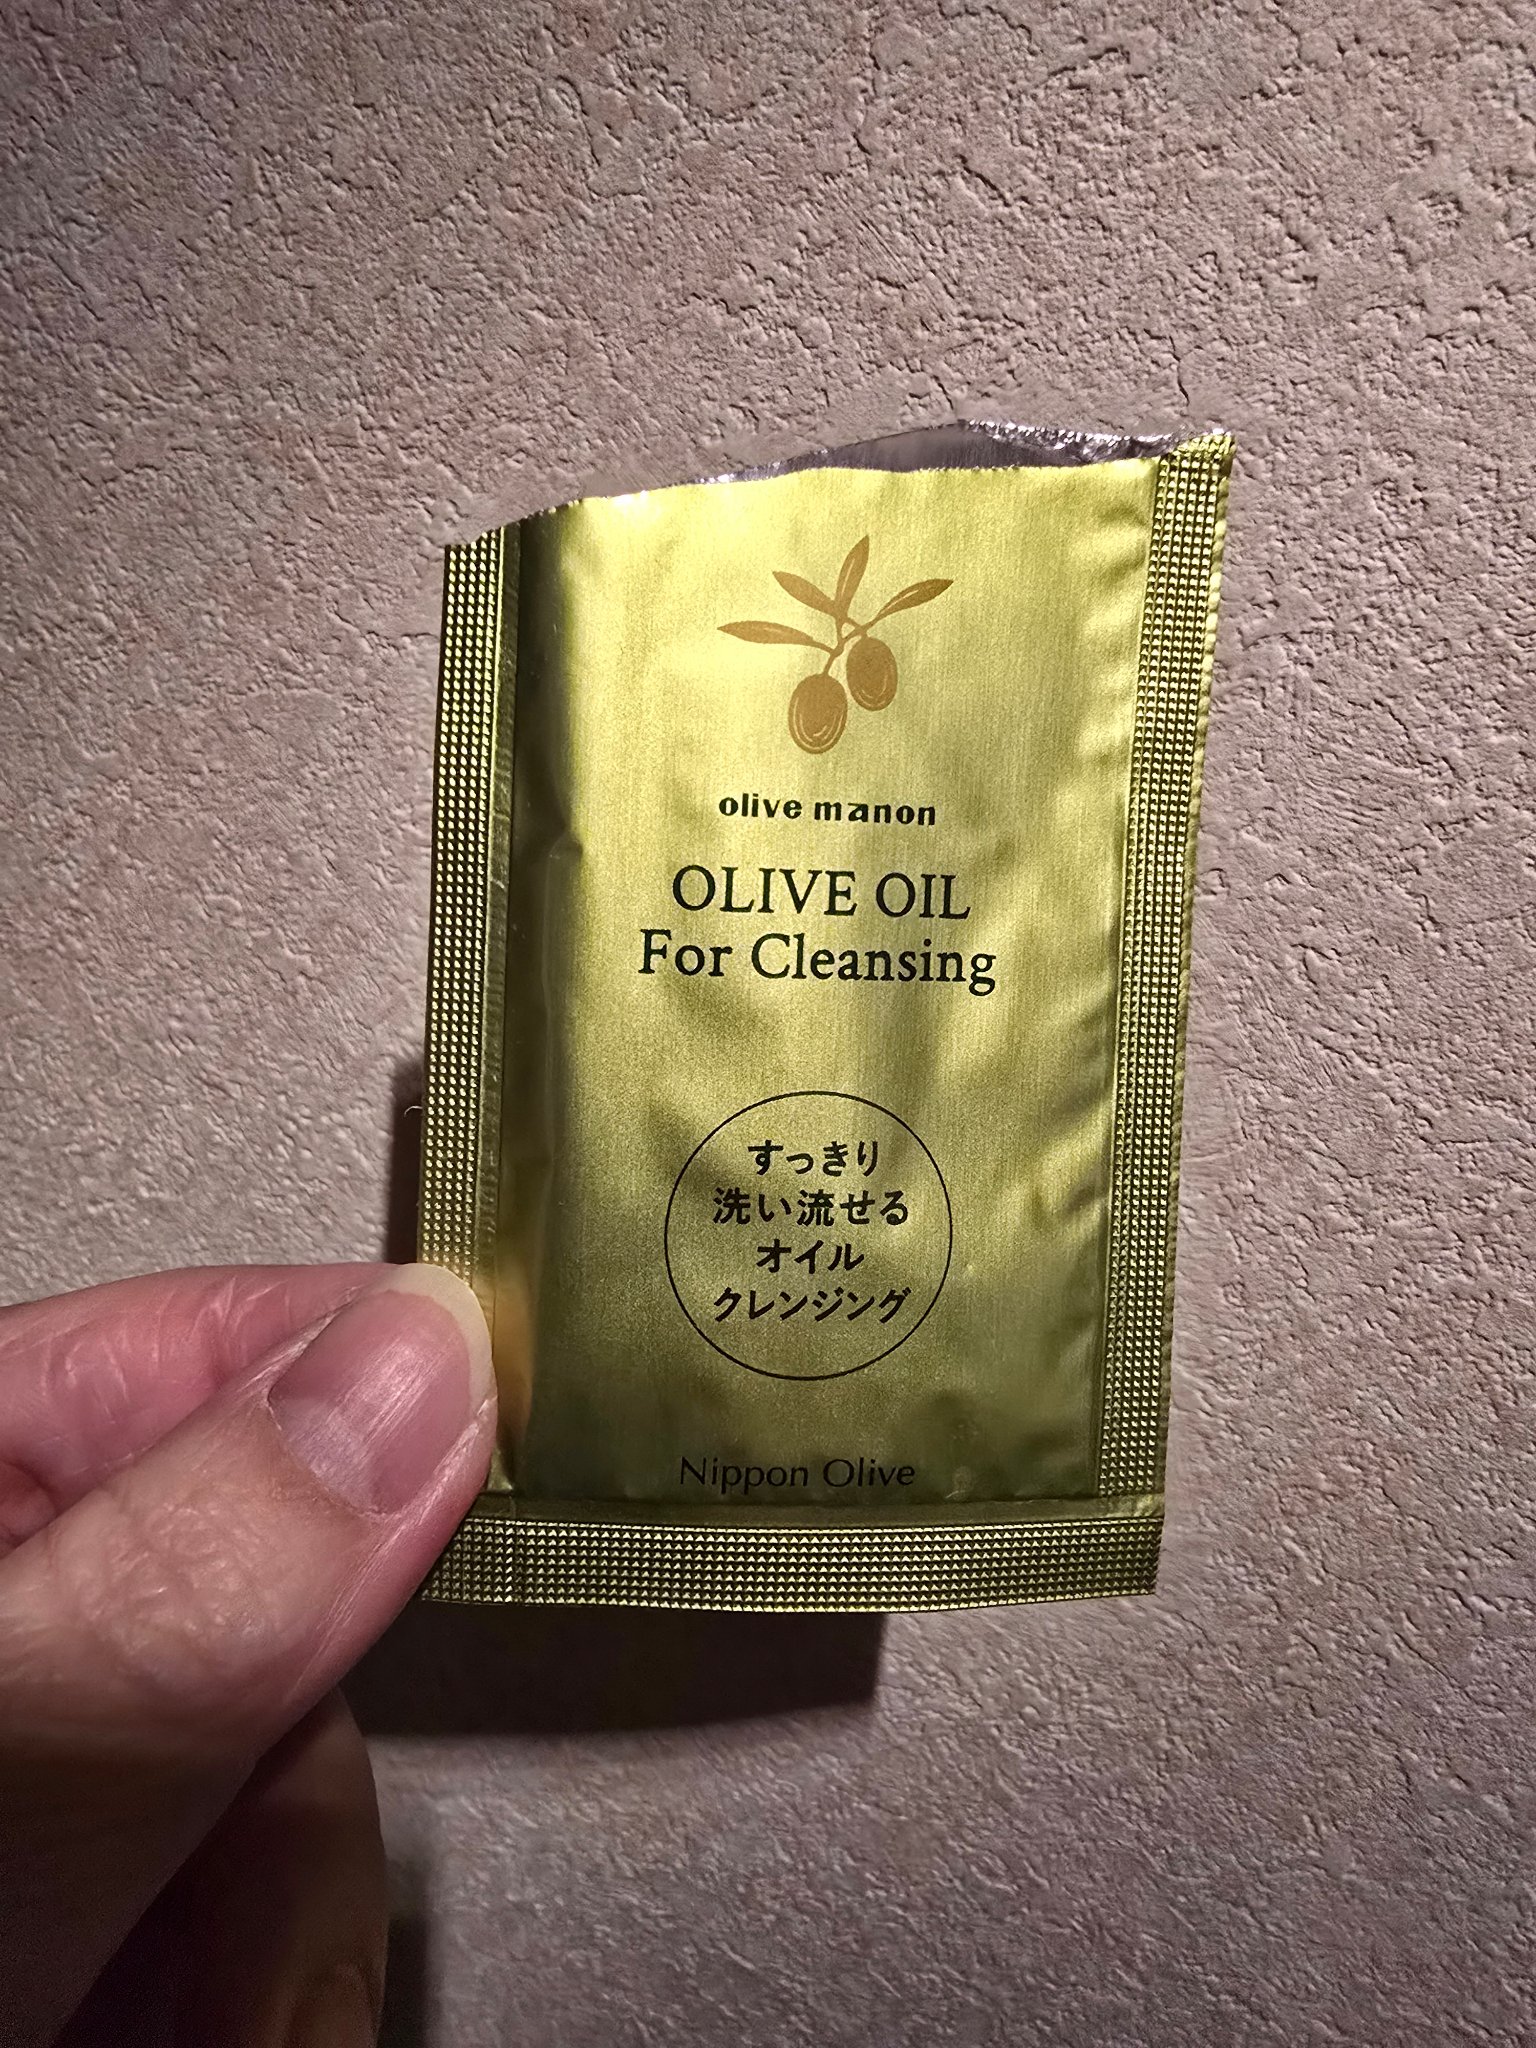 olive manon
OLIVE OIL
For Cleansing
すっきり
洗い流せる
オイル
クレンジング
Nippon Olive